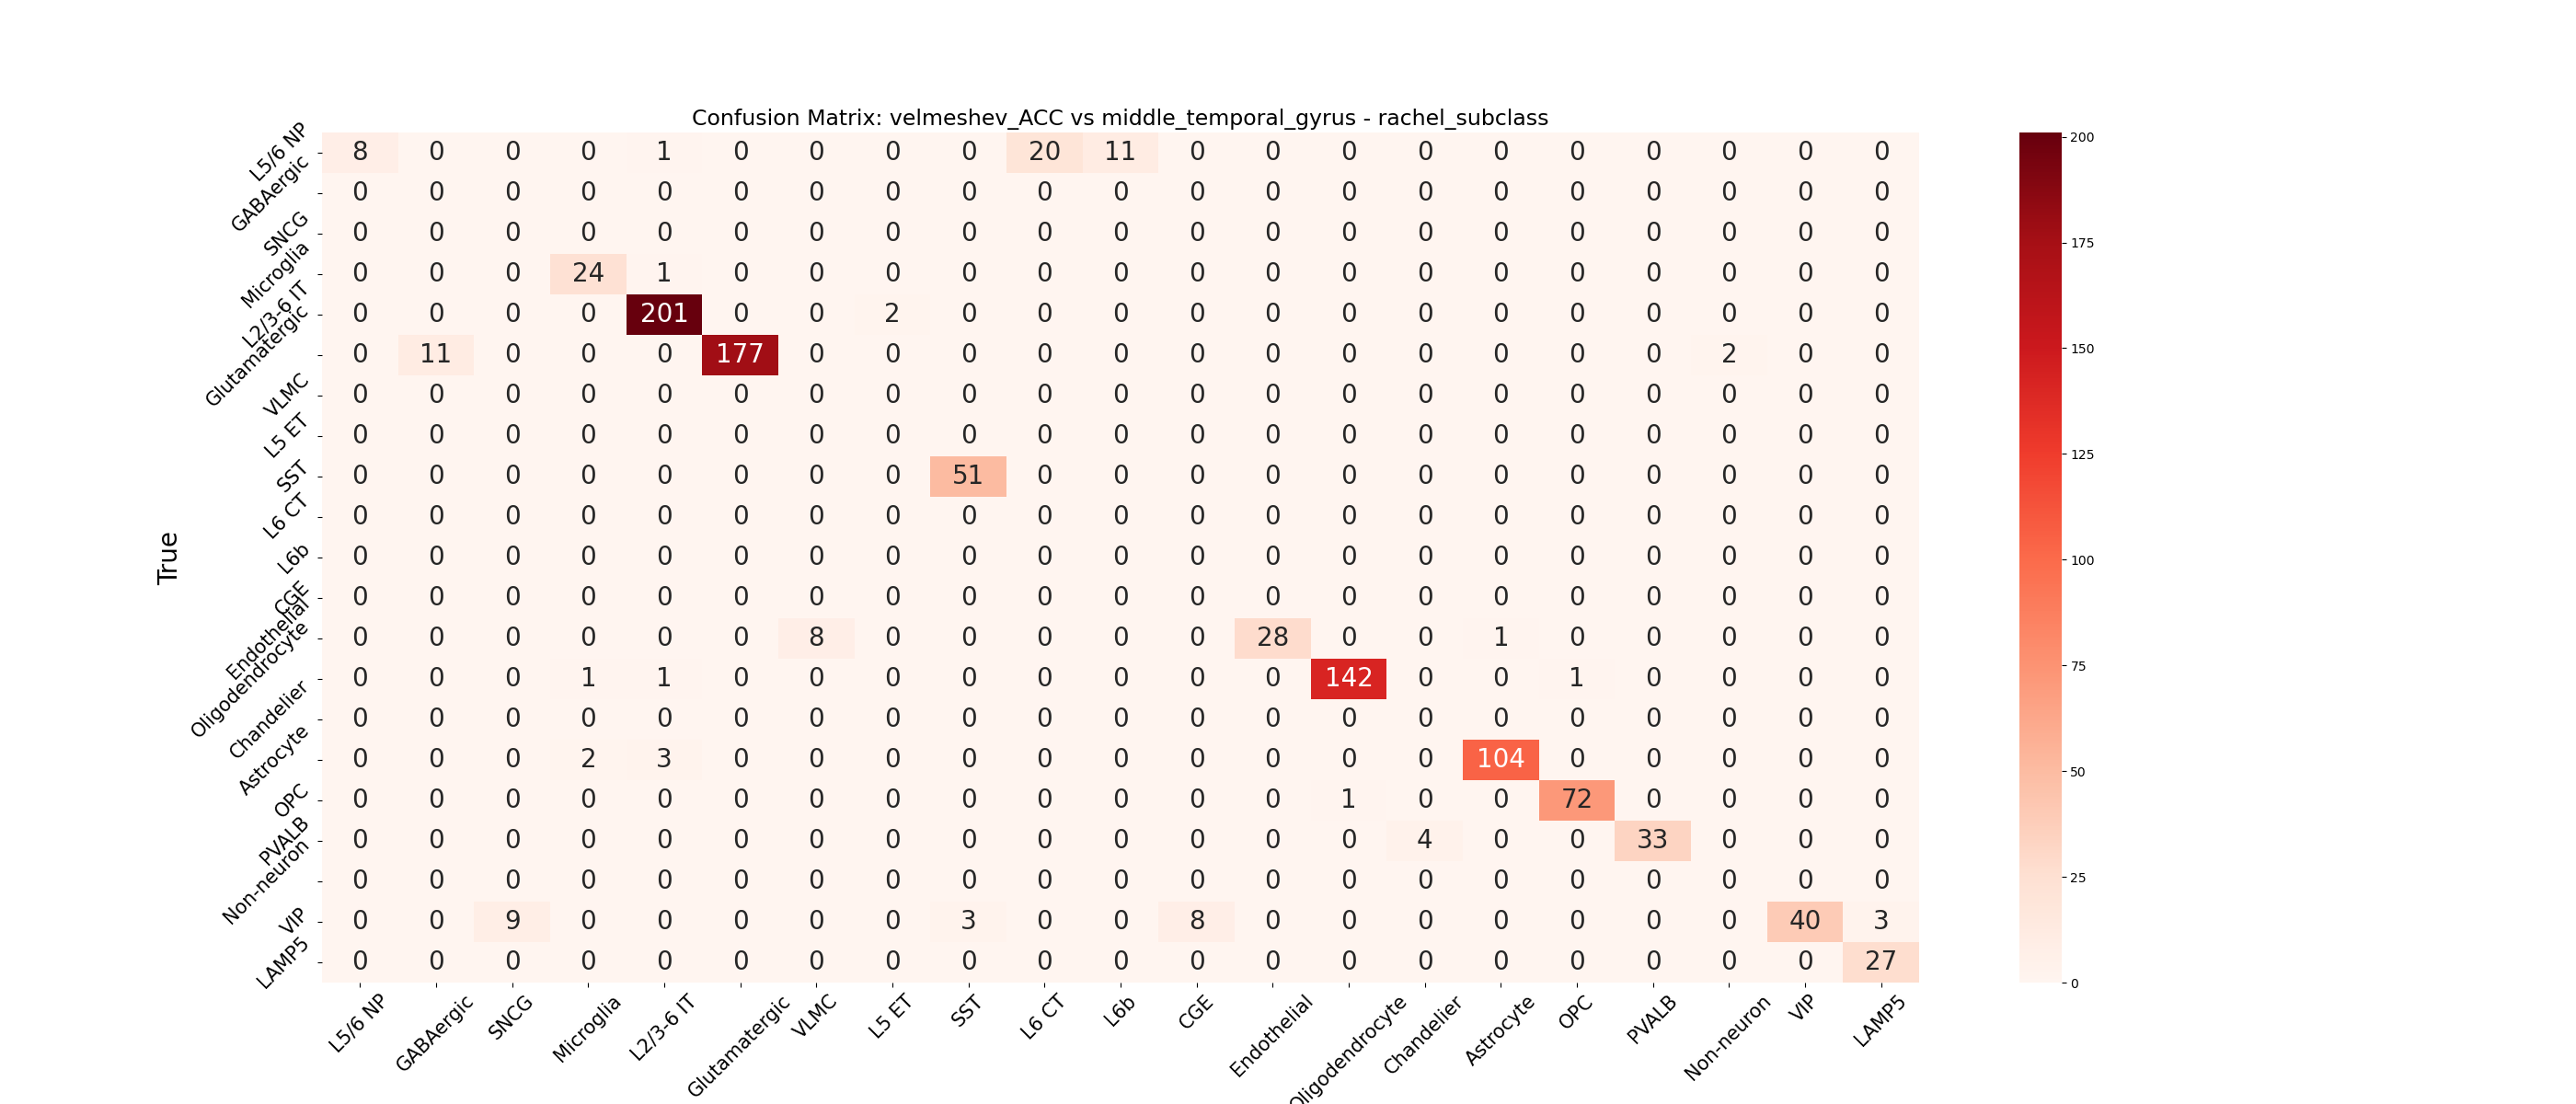 Confusion Matrix: velmeshev_ACC vs middle_temporal_gyrus - rachel_subclass
True
L5/6 NP 8 0 0 0 1 0 0 0 0 20 11 0 0 0 0 0 0 0 0 0 0
GABAergic 0 0 0 0 0 0 0 0 0 0 0 0 0 0 0 0 0 0 0 0 0
SNCG 0 0 0 0 0 0 0 0 0 0 0 0 0 0 0 0 0 0 0 0 0
Microglia 0 0 0 24 1 0 0 0 0 0 0 0 0 0 0 0 0 0 0 0 0
L2/3-6 IT 0 0 0 0 201 0 0 2 0 0 0 0 0 0 0 0 0 0 0 0 0
Glutamatergic 0 11 0 0 0 177 0 0 0 0 0 0 0 0 0 0 0 0 2 0 0
VLMC 0 0 0 0 0 0 0 0 0 0 0 0 0 0 0 0 0 0 0 0 0
L5 ET 0 0 0 0 0 0 0 0 0 0 0 0 0 0 0 0 0 0 0 0 0
SST 0 0 0 0 0 0 0 0 51 0 0 0 0 0 0 0 0 0 0 0 0
L6 CT 0 0 0 0 0 0 0 0 0 0 0 0 0 0 0 0 0 0 0 0 0
L6b 0 0 0 0 0 0 0 0 0 0 0 0 0 0 0 0 0 0 0 0 0
CGE 0 0 0 0 0 0 0 0 0 0 0 0 0 0 0 0 0 0 0 0 0
Endothelial 0 0 0 0 0 0 8 0 0 0 0 0 28 0 0 1 0 0 0 0 0
Oligodendrocyte 0 0 0 1 1 0 0 0 0 0 0 0 0 142 0 0 1 0 0 0 0
Chandelier 0 0 0 0 0 0 0 0 0 0 0 0 0 0 0 0 0 0 0 0 0
Astrocyte 0 0 0 2 3 0 0 0 0 0 0 0 0 0 0 104 0 0 0 0 0
OPC 0 0 0 0 0 0 0 0 0 0 0 0 0 1 0 0 72 0 0 0 0
PVALB 0 0 0 0 0 0 0 0 0 0 0 0 0 0 4 0 0 33 0 0 0
Non-neuron 0 0 0 0 0 0 0 0 0 0 0 0 0 0 0 0 0 0 0 0 0
VIP 0 0 9 0 0 0 0 0 3 0 0 8 0 0 0 0 0 0 0 40 3
LAMP5 0 0 0 0 0 0 0 0 0 0 0 0 0 0 0 0 0 0 0 0 27
L5/6 NP GABAergic SNCG Microglia L2/3-6 IT Glutamatergic VLMC L5 ET SST L6 CT L6b CGE Endothelial Oligodendrocyte Chandelier Astrocyte OPC PVALB Non-neuron VIP LAMP5
200
175
150
125
100
75
50
25
0